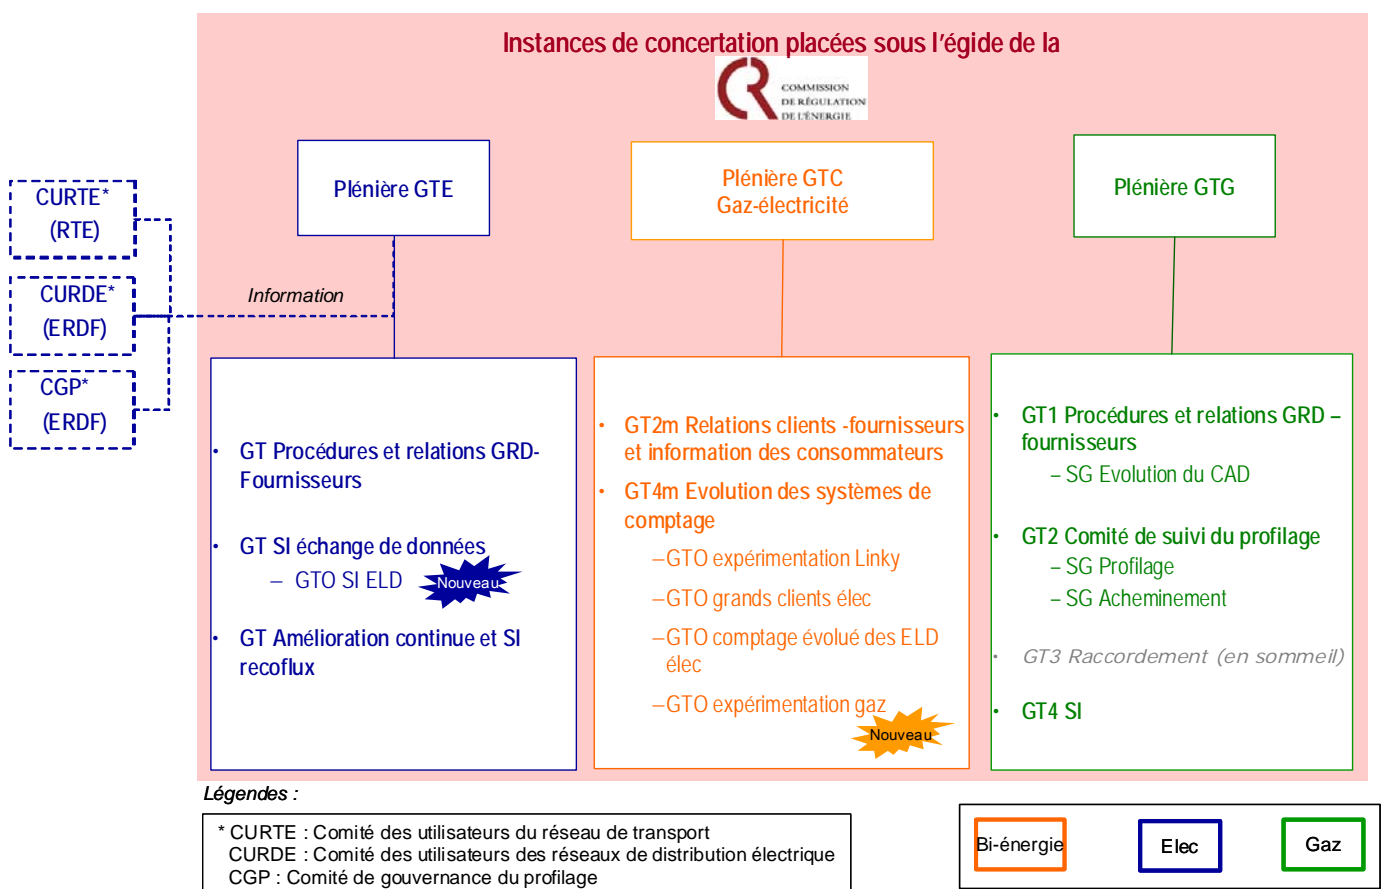 Instances de concertation placées sous l'égide de la
CR
COMMISSION
DE RÉGULATION
DE L'ÉNERGIE
Plénière GTE
Plénière GTC
Gaz-électricité
Plénière GTG
CURTE*
(RTE)
CURDE*
(ERDF)
CGP*
(ERDF)
Information
• GT Procédures et relations GRD-
Fournisseurs
• GT SI échange de données
– GTO SI ELD
Nouveau
• GT Amélioration continue et SI
recoflux
• GT2m Relations clients -fournisseurs
et information des consommateurs
• GT4m Evolution des systèmes de
comptage
–GTO expérimentation Linky
–GTO grands clients élec
–GTO comptage évolué des ELD
élec
–GTO expérimentation gaz
Nouveau
• GT1 Procédures et relations GRD –
fournisseurs
– SG Evolution du CAD
• GT2 Comité de suivi du profilage
– SG Profilage
– SG Acheminement
• GT3 Raccordement (en sommeil)
• GT4 SI
Légendes :
* CURTE : Comité des utilisateurs du réseau de transport
CURDE : Comité des utilisateurs des réseaux de distribution électrique
CGP : Comité de gouvernance du profilage
Bi-énergie
Elec
Gaz